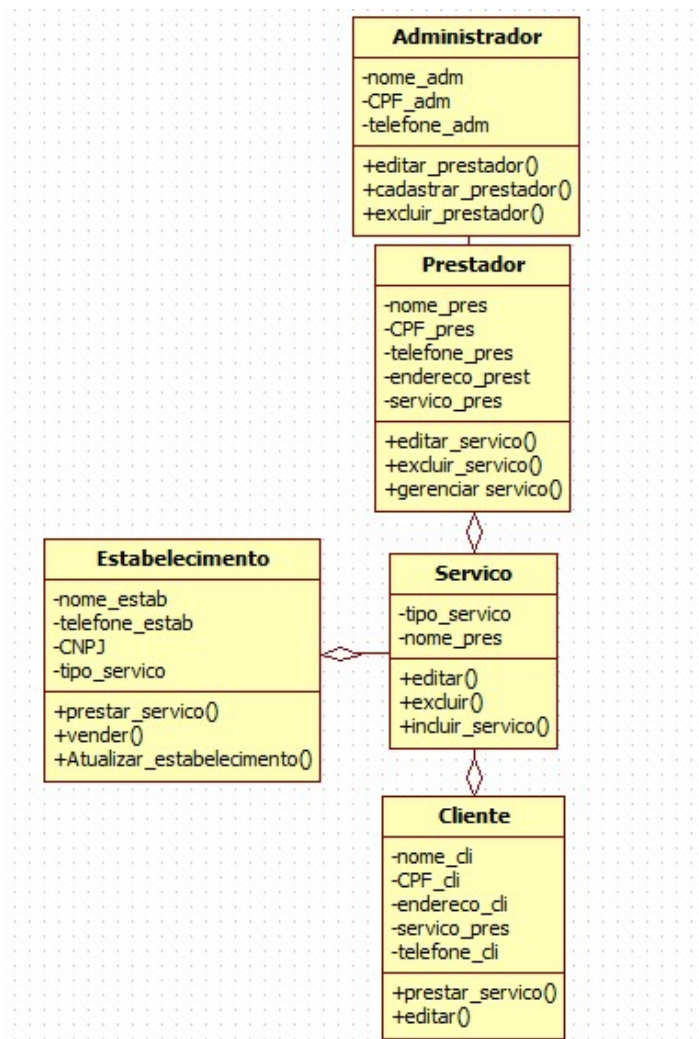 Administrador
-nome_adm
-CPF_adm
-telefone_adm
+editar_prestador()
+cadastrar_prestador()
+excluir_prestador()
Prestador
-nome_pres
-CPF_pres
-telefone_pres
-endereco_prest
-servico_pres
+editar_servico()
+excluir_servico()
+gerenciar servico()
Estabelecimento
-nome_estab
-telefone_estab
-CNPJ
-tipo_servico
+prestar_servico()
+vender()
+Atualizar_estabelecimento()
Servico
-tipo_servico
-nome_pres
+editar()
+excluir()
+incluir_servico()
Cliente
-nome_cli
-CPF_cli
-endereco_cli
-servico_pres
-telefone_cli
+prestar_servico()
+editar()